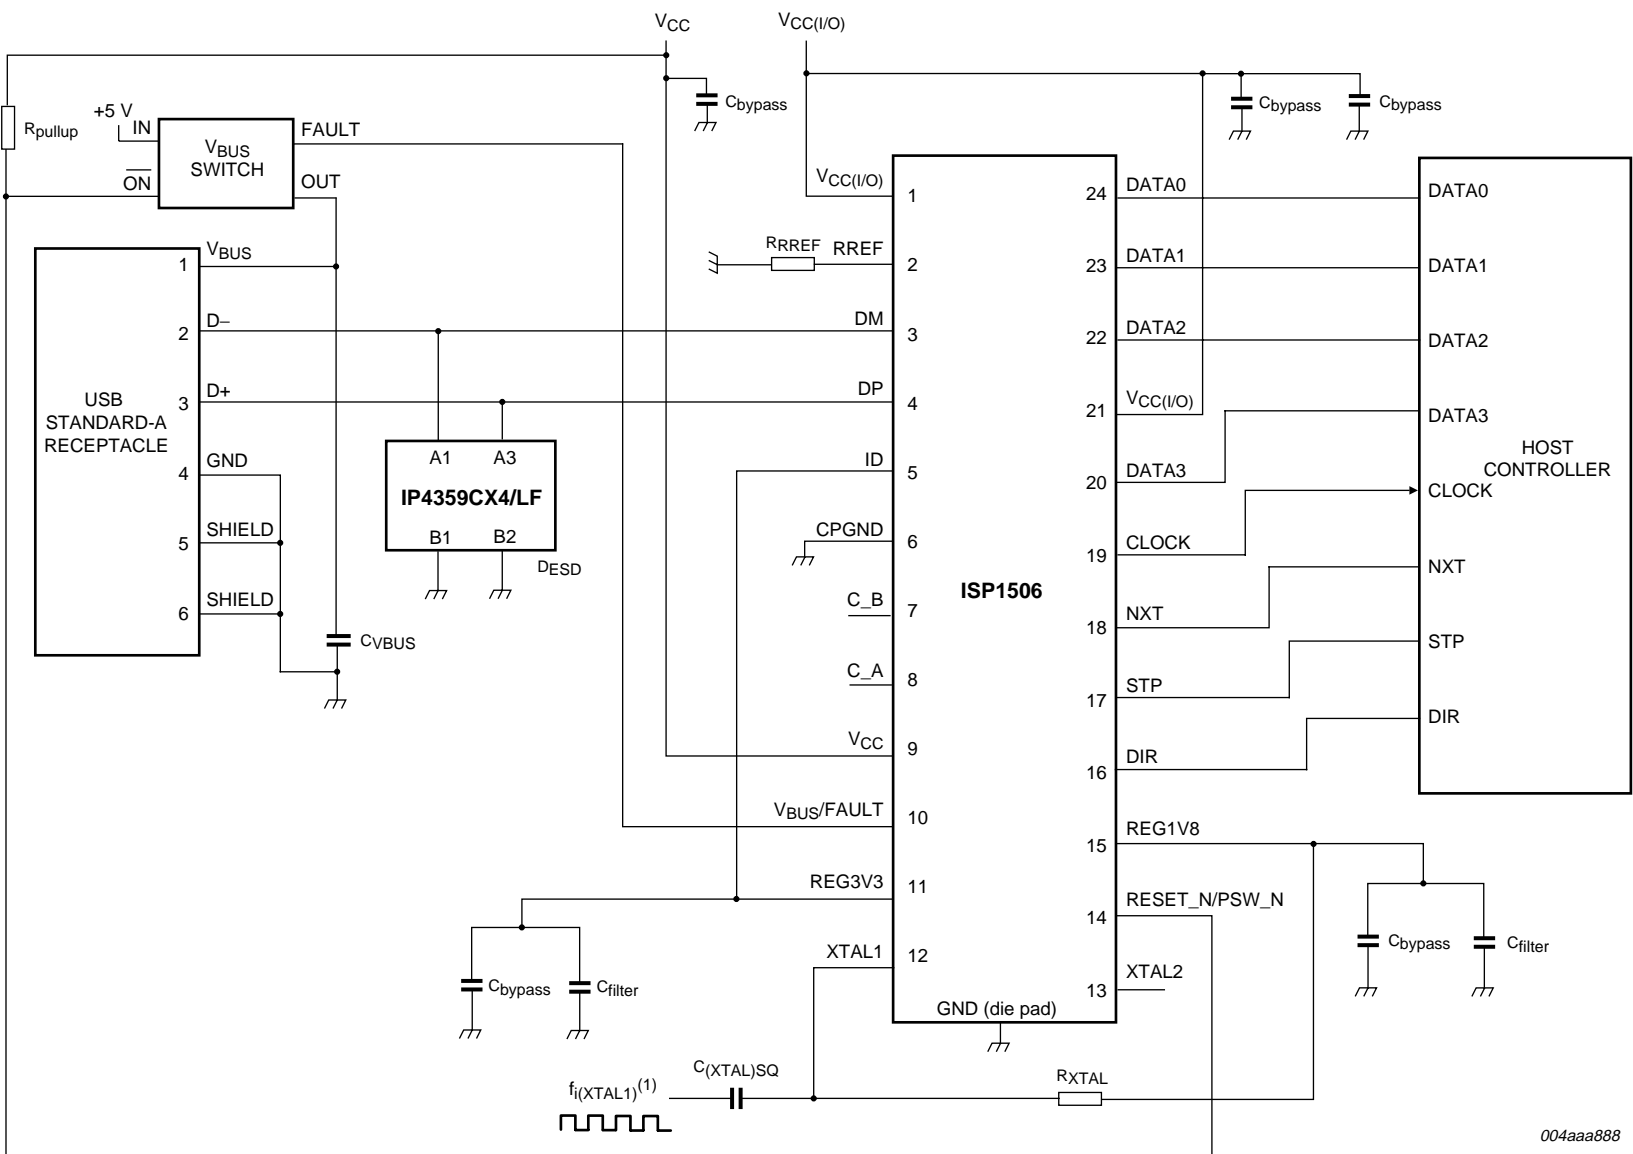 VCC
VCC(I/O)
Cbypass
Cbypass
Cbypass
Rpullup
+5 V
IN
ON
VBUS
SWITCH
FAULT
OUT
USB
STANDARD-A
RECEPTACLE
1
VBUS
2
D−
3
D+
4
GND
5
SHIELD
6
SHIELD
CVBUS
A1
A3
IP4359CX4/LF
B1
B2
DESD
ISP1506
VCC(I/O)
1
RRREF
RREF
2
DM
3
DP
4
ID
5
CPGND
6
C_B
7
C_A
8
VCC
9
VBUS/FAULT
10
REG3V3
11
XTAL1
12
Cbypass
Cfilter
GND (die pad)
24
DATA0
23
DATA1
22
DATA2
21
VCC(I/O)
20
DATA3
19
CLOCK
18
NXT
17
STP
16
DIR
15
REG1V8
14
RESET_N/PSW_N
13
XTAL2
Cbypass
Cfilter
DATA0
DATA1
DATA2
DATA3
HOST
CONTROLLER
CLOCK
NXT
STP
DIR
fi(XTAL1)(1)
C(XTAL)SQ
RXTAL
004aaa888